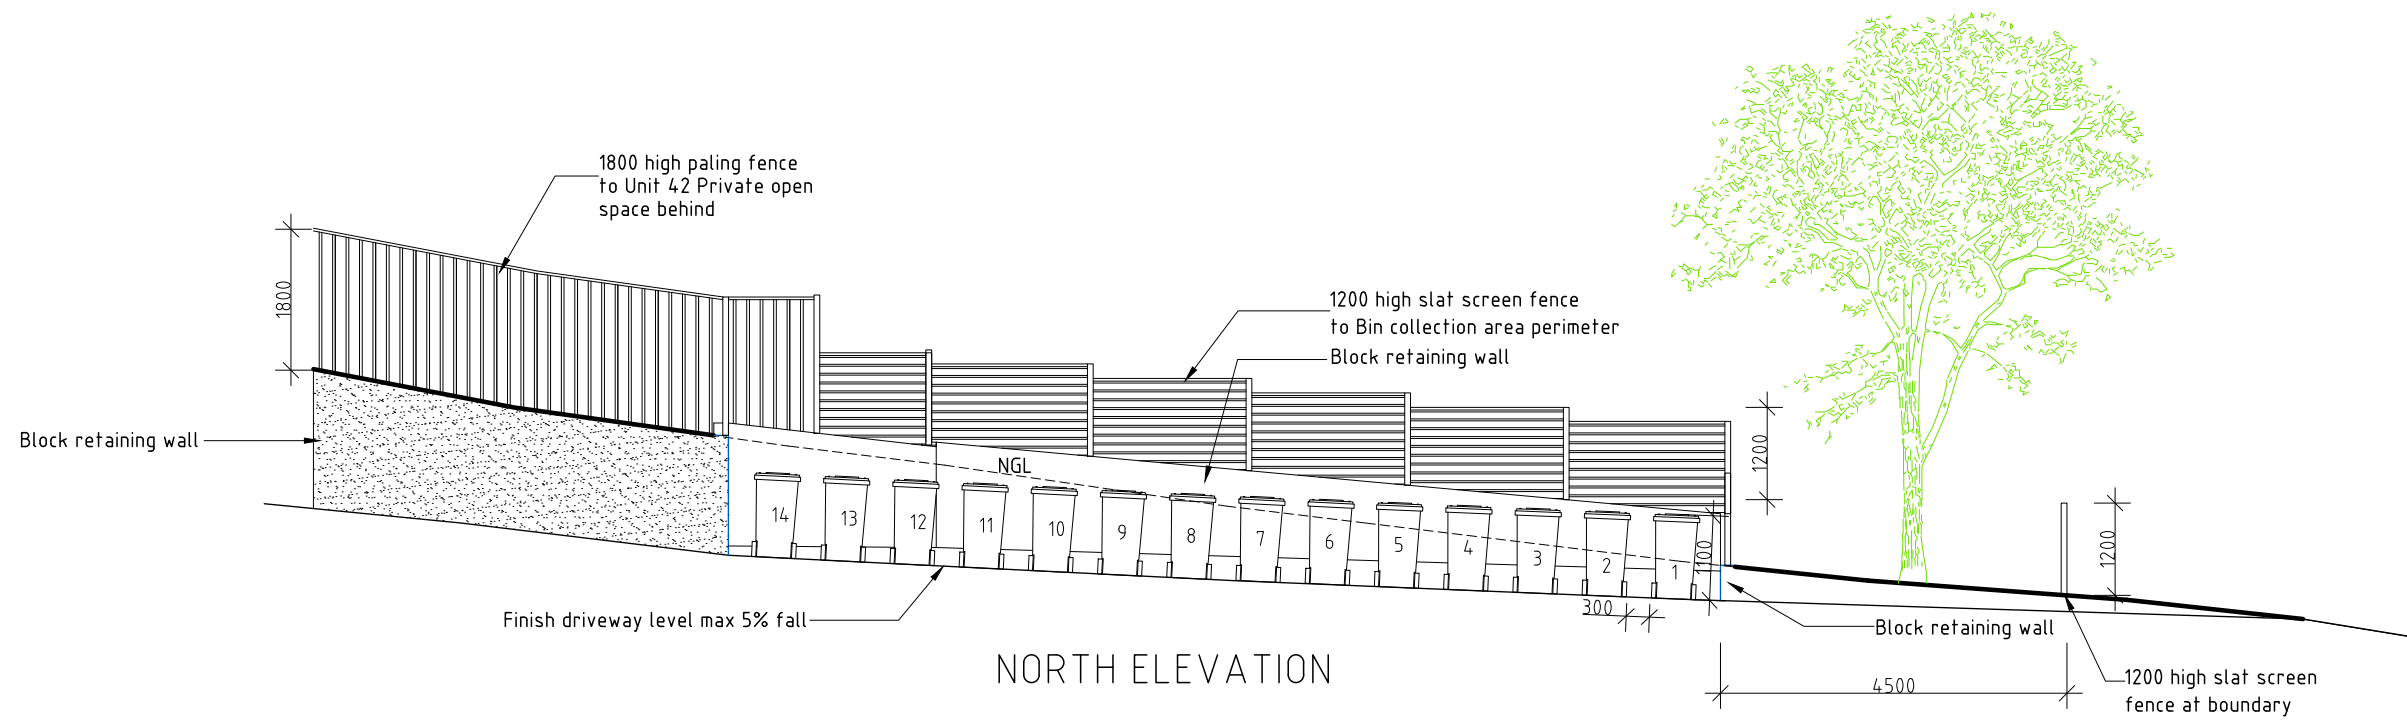 1800 high paling fence
to Unit 42 Private open
space behind
1800
1200 high slat screen fence
to Bin collection area perimeter
Block retaining wall
Block retaining wall
NGL
1200
1200
1100
14
13
12
11
10
9
8
7
6
5
4
3
2
1
300
Finish driveway level max 5% fall
Block retaining wall
NORTH ELEVATION
4500
1200 high slat screen
fence at boundary